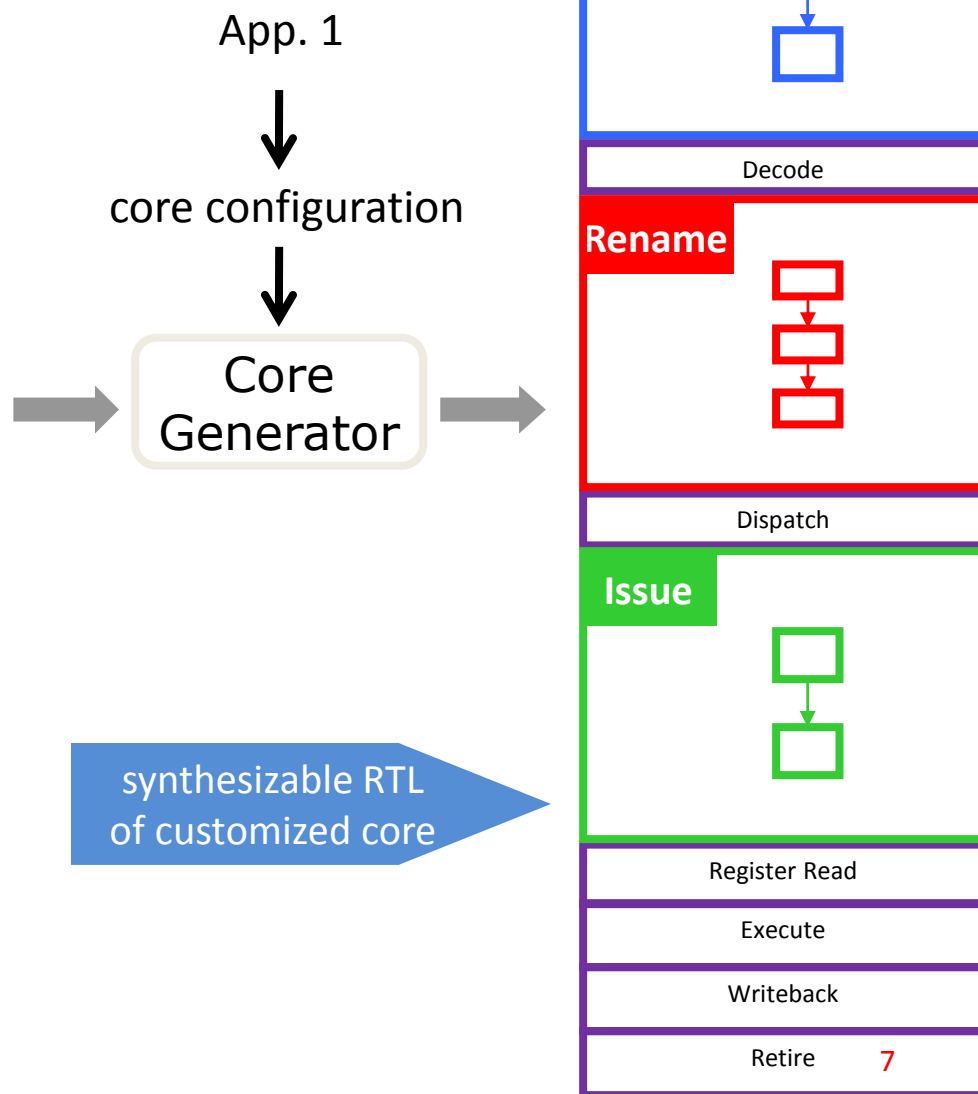 App. 1
core configuration
Core
Generator
synthesizable RTL
of customized core
Decode
Rename
Dispatch
Issue
Register Read
Execute
Writeback
Retire
7